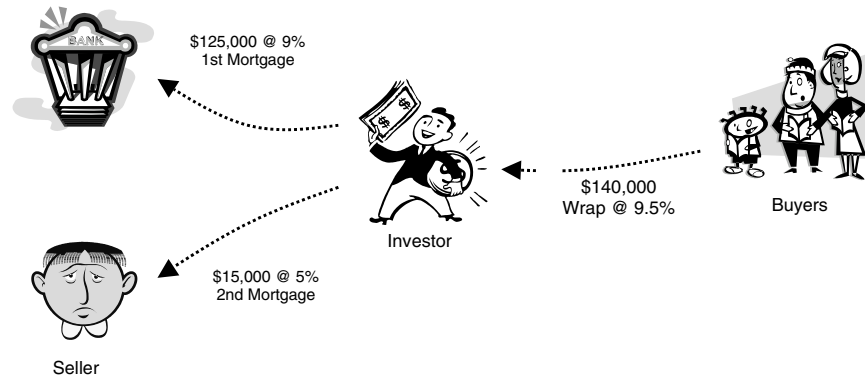 BANK
$125,000 @ 9%
1st Mortgage
$ $
Investor
$140,000
Wrap @ 9.5%
Buyers
$15,000 @ 5%
2nd Mortgage
Seller